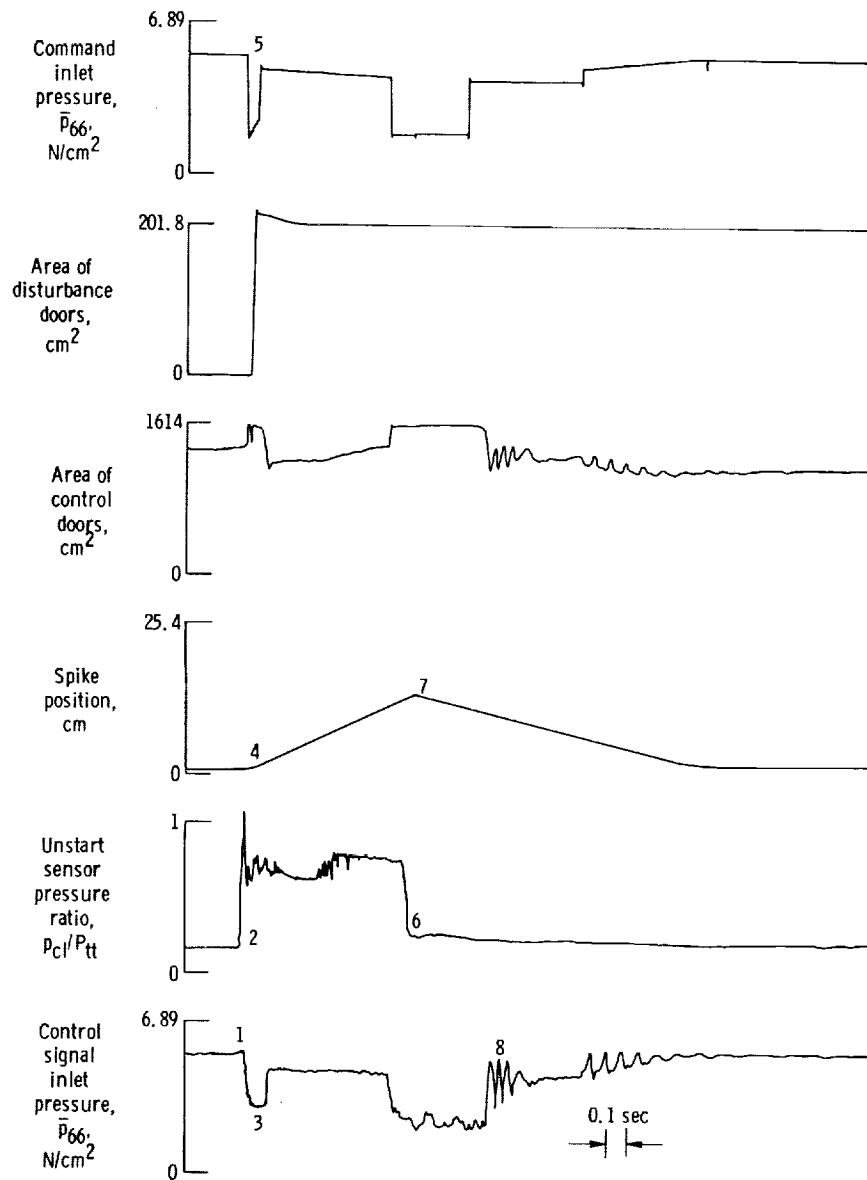 6.89
Command
inlet
pressure,
p̅66,
N/cm2
0
5
201.8
Area of
disturbance
doors,
cm2
0
1614
Area of
control
doors,
cm2
0
25.4
Spike
position,
cm
0
4
7
1
Unstart
sensor
pressure
ratio,
pcl/Ptt
0
2
6
6.89
Control
signal
inlet
pressure,
p̅66,
N/cm2
0
1
3
8
0.1 sec